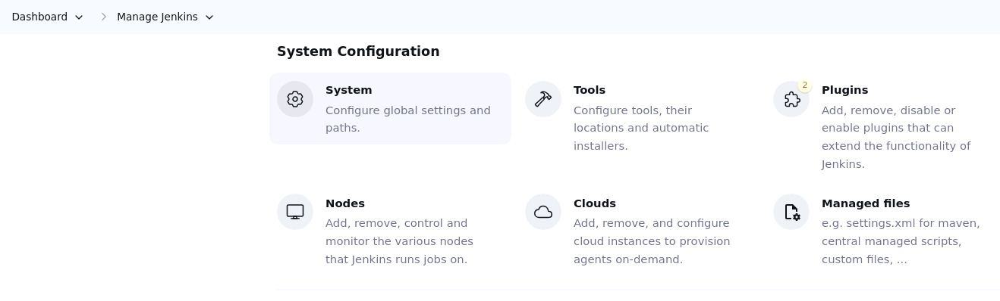 Dashboard
Manage Jenkins
System Configuration
System
Configure global settings and
paths.
Tools
Configure tools, their
locations and automatic
installers.
2
Plugins
Add, remove, disable or
enable plugins that can
extend the functionality of
Jenkins.
Nodes
Add, remove, control and
monitor the various nodes
that Jenkins runs jobs on.
Clouds
Add, remove, and configure
cloud instances to provision
agents on-demand.
Managed files
e.g. settings.xml for maven,
central managed scripts,
custom files, ...